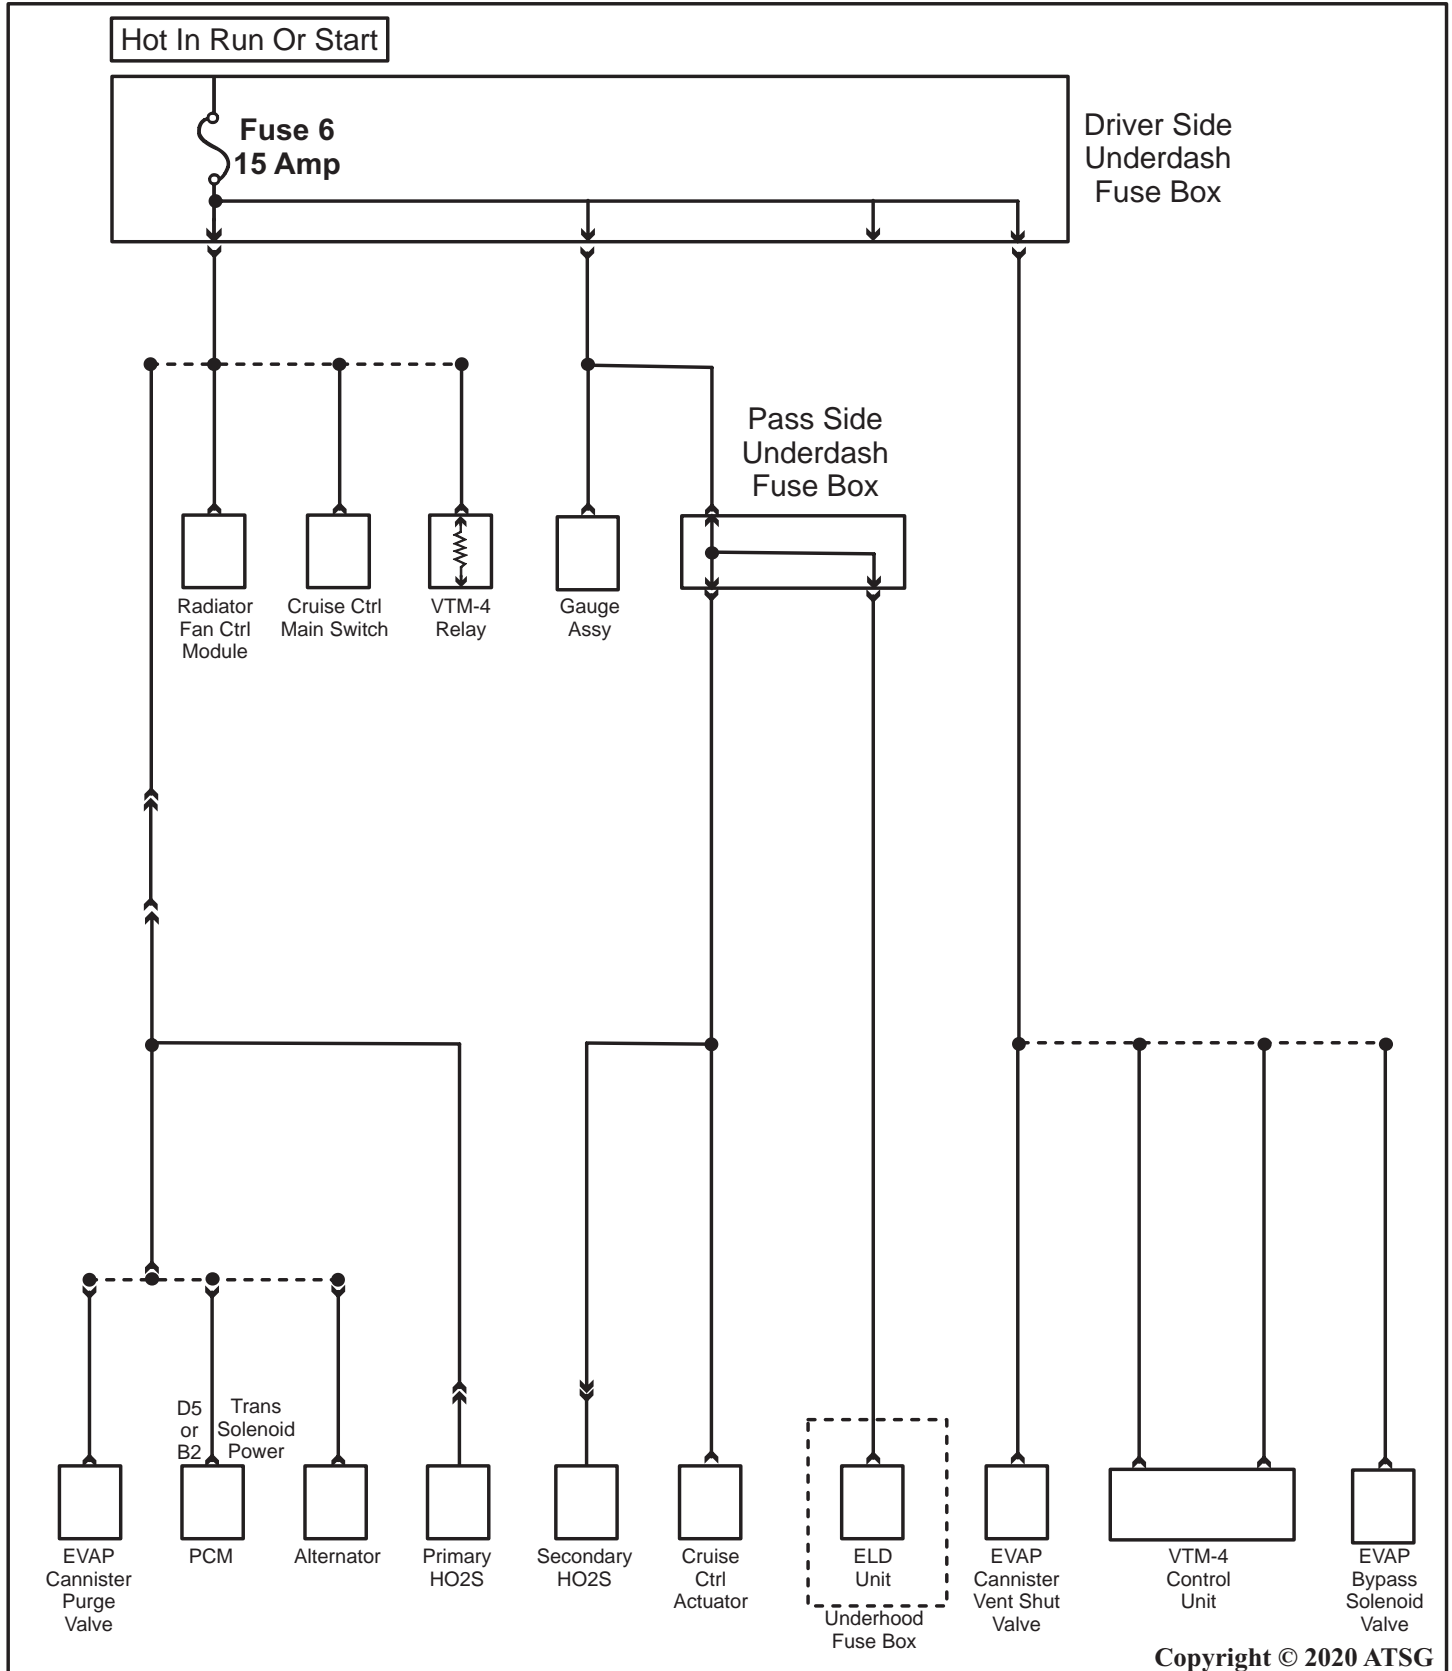 Hot In Run Or Start
Fuse 6
15 Amp
Driver Side
Underdash
Fuse Box
Pass Side
Underdash
Fuse Box
Radiator
Fan Ctrl
Module
Cruise Ctrl
Main Switch
VTM-4
Relay
Gauge
Assy
D5
or
B2
Trans
Solenoid
Power
EVAP
Cannister
Purge
Valve
PCM
Alternator
Primary
HO2S
Secondary
HO2S
Cruise
Ctrl
Actuator
ELD
Unit
Underhood
Fuse Box
EVAP
Cannister
Vent Shut
Valve
VTM-4
Control
Unit
EVAP
Bypass
Solenoid
Valve
Copyright © 2020 ATSG